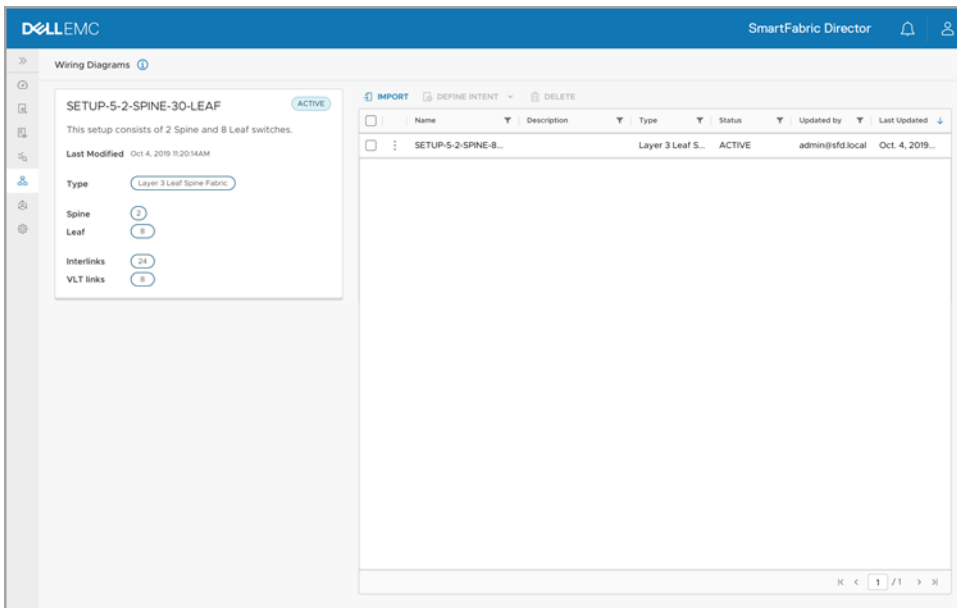 DELLEMC
SmartFabric Director
Wiring Diagrams
SETUP-5-2-SPINE-30-LEAF
ACTIVE
This setup consists of 2 Spine and 8 Leaf switches.
Last Modified Oct 4, 2019 11:20:14AM
Type Layer 3 Leaf Spine Fabric
Spine 2
Leaf 8
Interlinks 24
VLT links 8
IMPORT DEFINE INTENT DELETE
Name Description Type Status Updated by Last Updated
SETUP-5-2-SPINE-8... Layer 3 Leaf S... ACTIVE admin@sfd.local Oct. 4, 2019...
1 / 1